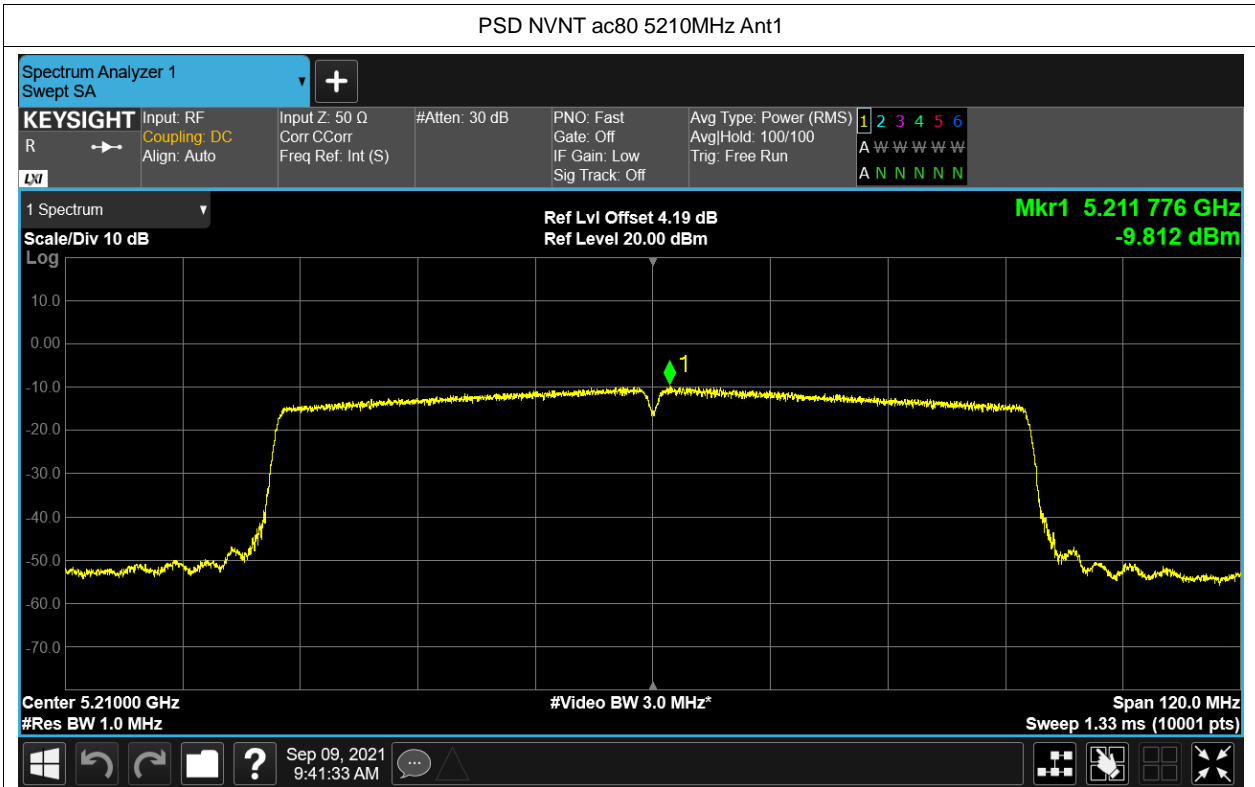 PSD NVNT ac80 5210MHz Ant1
Spectrum Analyzer 1
Swept SA
+
KEYSIGHT
R
LXI
Input: RF
Coupling: DC
Align: Auto
Input Z: 50 Ω
Corr CCorr
Freq Ref: Int (S)
#Atten: 30 dB
PNO: Fast
Gate: Off
IF Gain: Low
Sig Track: Off
Avg Type: Power (RMS)
Avg|Hold: 100/100
Trig: Free Run
1 2 3 4 5 6
A W W W W W
A N N N N N
1 Spectrum
Scale/Div 10 dB
Log
Ref Lvl Offset 4.19 dB
Ref Level 20.00 dBm
Mkr1 5.211 776 GHz
-9.812 dBm
10.0
0.00
-10.0
-20.0
-30.0
-40.0
-50.0
-60.0
-70.0
1
Center 5.21000 GHz
#Res BW 1.0 MHz
#Video BW 3.0 MHz*
Span 120.0 MHz
Sweep 1.33 ms (10001 pts)
?
Sep 09, 2021
9:41:33 AM